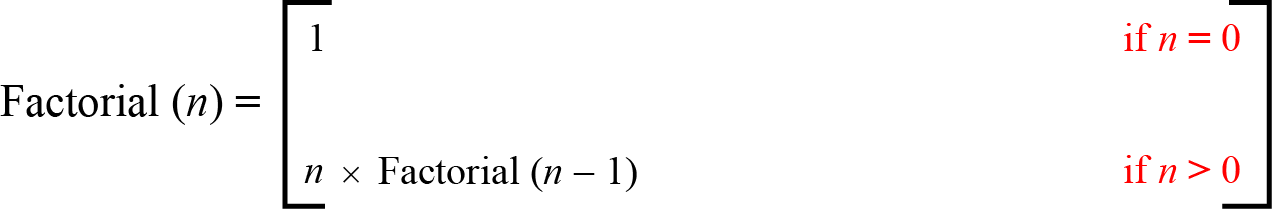 1 if n = 0
Factorial (n) =
n × Factorial (n – 1) if n > 0